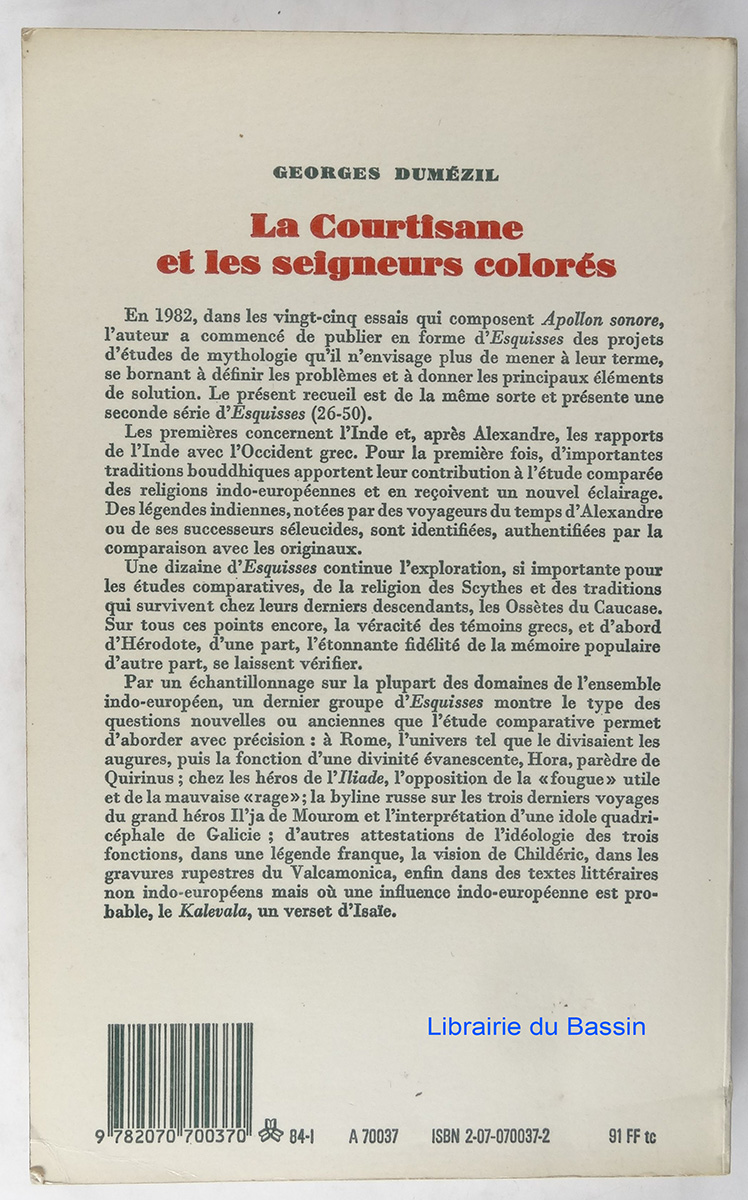 GEORGES DUMÉZIL
La Courtisane
et les seigneurs colorés
En 1982, dans les vingt-cinq essais qui composent Apollon sonore,
l'auteur a commencé de publier en forme d'Esquisses des projets
d'études de mythologie qu'il n'envisage plus de mener à leur terme,
se bornant à définir les problèmes et à donner les principaux éléments
de solution. Le présent recueil est de la même sorte et présente une
seconde série d'Esquisses (26-50).
Les premières concernent l'Inde et, après Alexandre, les rapports
de l'Inde avec l'Occident grec. Pour la première fois, d'importantes
traditions bouddhiques apportent leur contribution à l'étude comparée
des religions indo-européennes et en reçoivent un nouvel éclairage.
Des légendes indiennes, notées par des voyageurs du temps d'Alexandre
ou de ses successeurs séleucides, sont identifiées, authentifiées par la
comparaison avec les originaux.
Une dizaine d'Esquisses continue l'exploration, si importante pour
les études comparatives, de la religion des Scythes et des traditions
qui survivent chez leurs derniers descendants, les Ossètes du Caucase.
Sur tous ces points encore, la véracité des témoins grecs, et d'abord
d'Hérodote, d'une part, l'étonnante fidélité de la mémoire populaire
d'autre part, se laissent vérifier.
Par un échantillonnage sur la plupart des domaines de l'ensemble
indo-européen, un dernier groupe d'Esquisses montre le type des
questions nouvelles ou anciennes que l'étude comparative permet
d'aborder avec précision : à Rome, l'univers tel que le divisaient les
augures, puis la fonction d'une divinité évanescente, Hora, parèdre de
Quirinus ; chez les héros de l'Iliade, l'opposition de la «fougue» utile
et de la mauvaise «rage»; la byline russe sur les trois derniers voyages
du grand héros Il'ja de Mourom et l'interprétation d'une idole quadri-
céphale de Galicie ; d'autres attestations de l'idéologie des trois
fonctions, dans une légende franque, la vision de Childéric, dans les
gravures rupestres du Valcamonica, enfin dans des textes littéraires
non indo-européens mais où une influence indo-européenne est pro-
bable, le Kalevala, un verset d'Isaïe.
Librairie du Bassin
9 782070 700370 84-I A 70037 ISBN 2-07-070037-2 91 FF tc